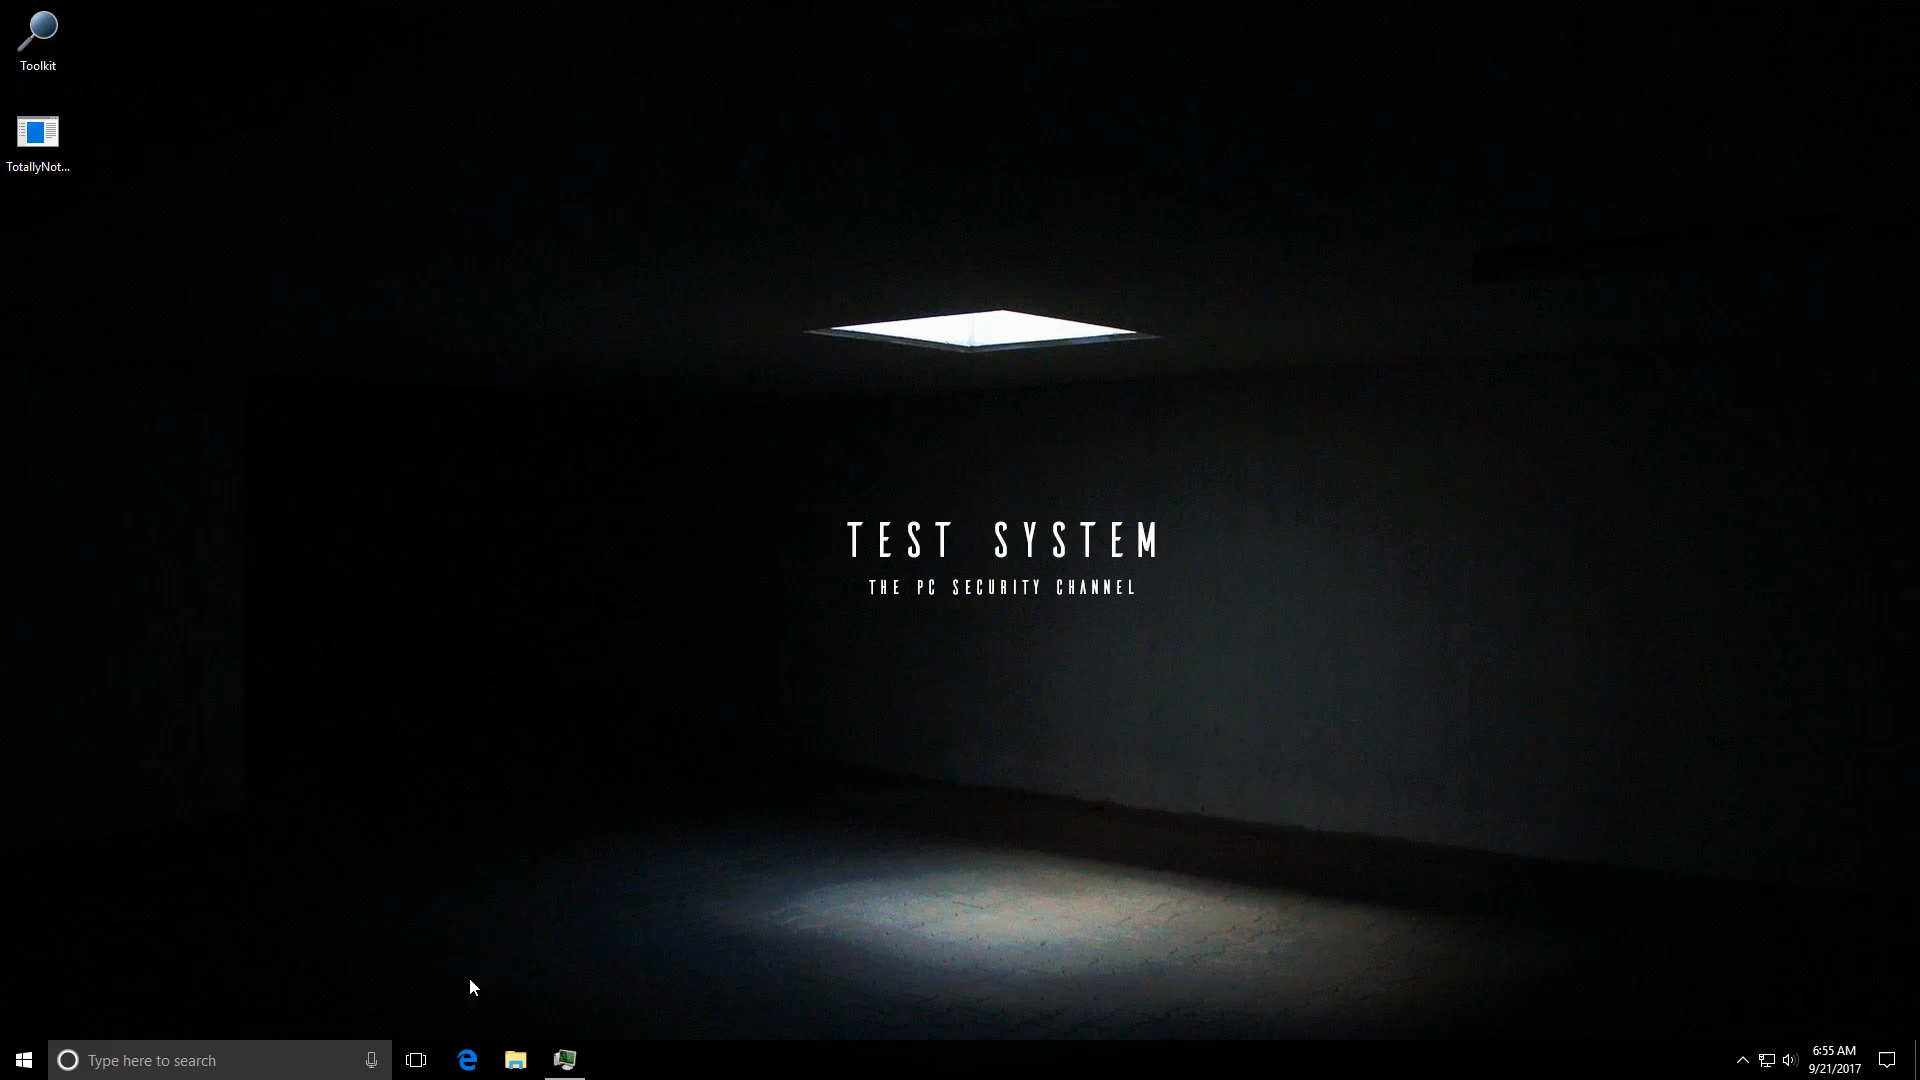 Toolkit
TotallyNot...
TEST SYSTEM
THE PC SECURITY CHANNEL
Type here to search
6:55 AM
9/21/2017